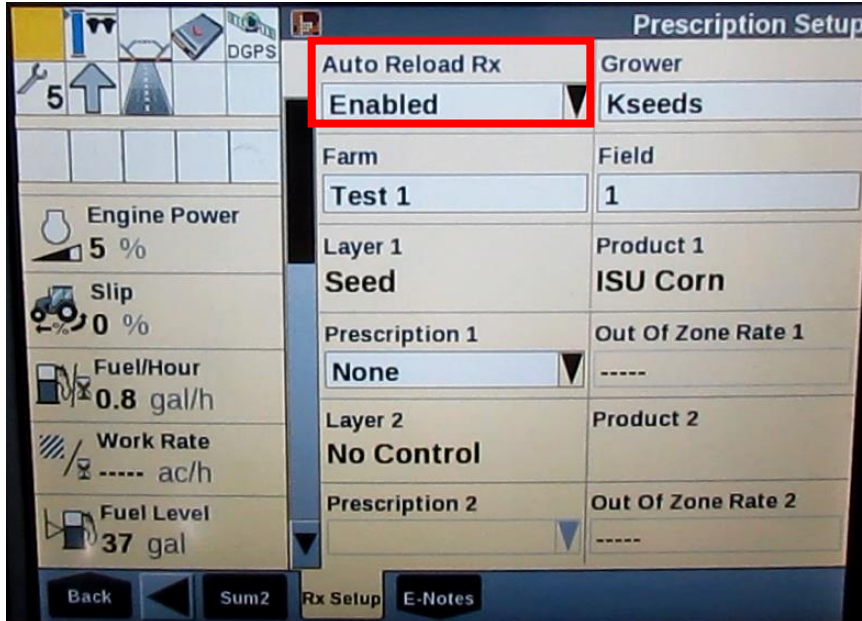 DGPS
Prescription Setup
5
Auto Reload Rx
Grower
Enabled
Kseeds
Farm
Field
Test 1
1
Engine Power
5 %
Layer 1
Product 1
Seed
ISU Corn
Slip
0 %
Prescription 1
Out Of Zone Rate 1
None
-----
Fuel/Hour
0.8 gal/h
Layer 2
Product 2
No Control
Work Rate
----- ac/h
Prescription 2
Out Of Zone Rate 2
-----
Fuel Level
37 gal
Back
Sum2
Rx Setup
E-Notes